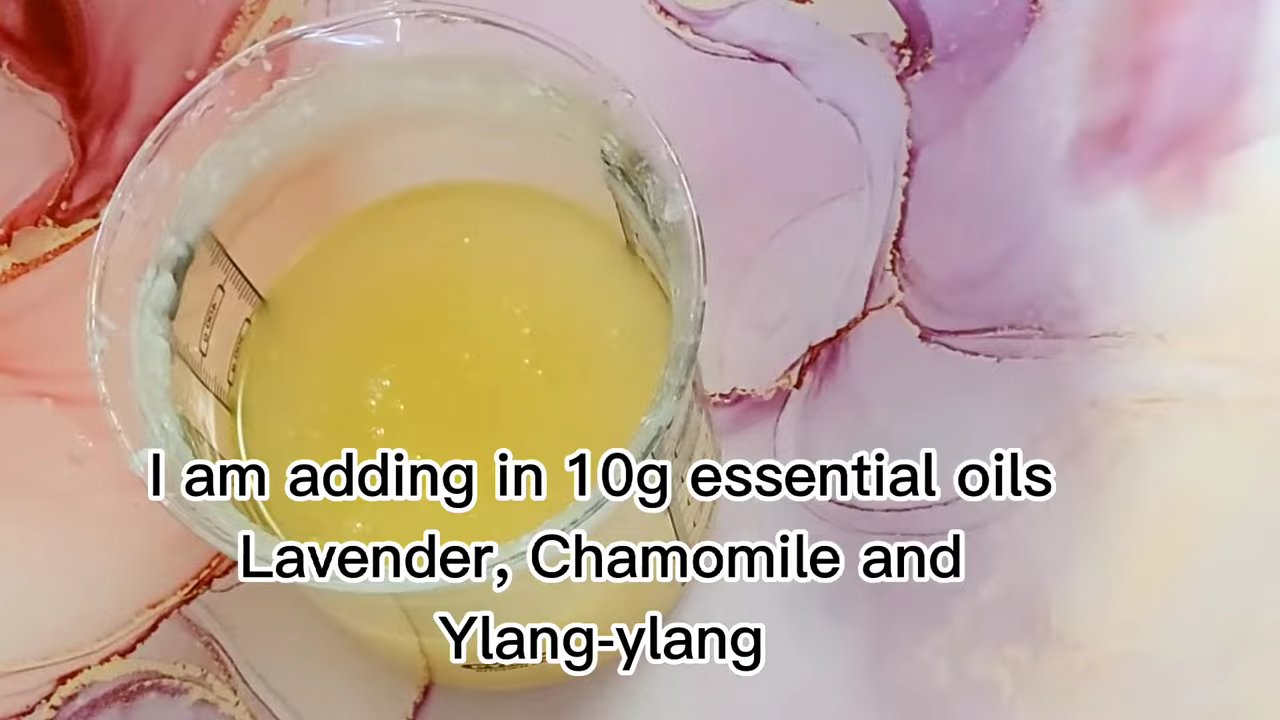 I am adding in 10g essential oils
Lavender, Chamomile and
Ylang-ylang